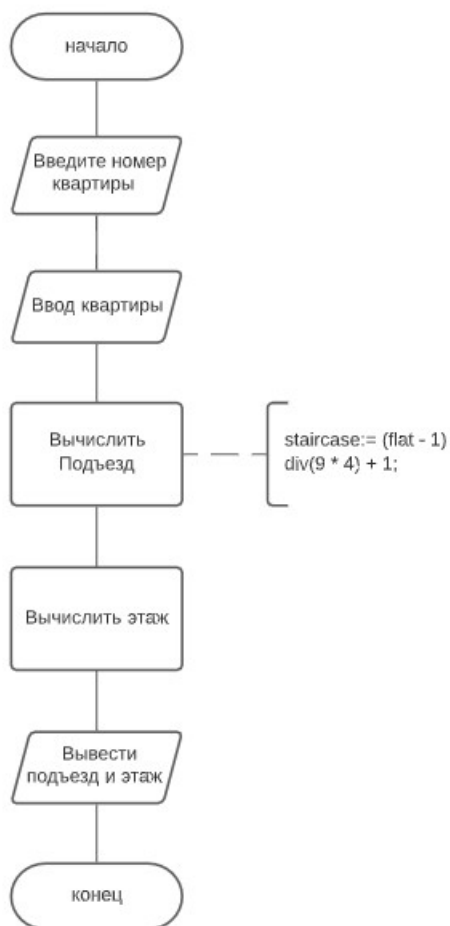 начало
Введите номер
квартиры
Ввод квартиры
Вычислить
Подъезд
staircase:= (flat - 1)
div(9 * 4) + 1;
Вычислить этаж
Вывести
подъезд и этаж
конец